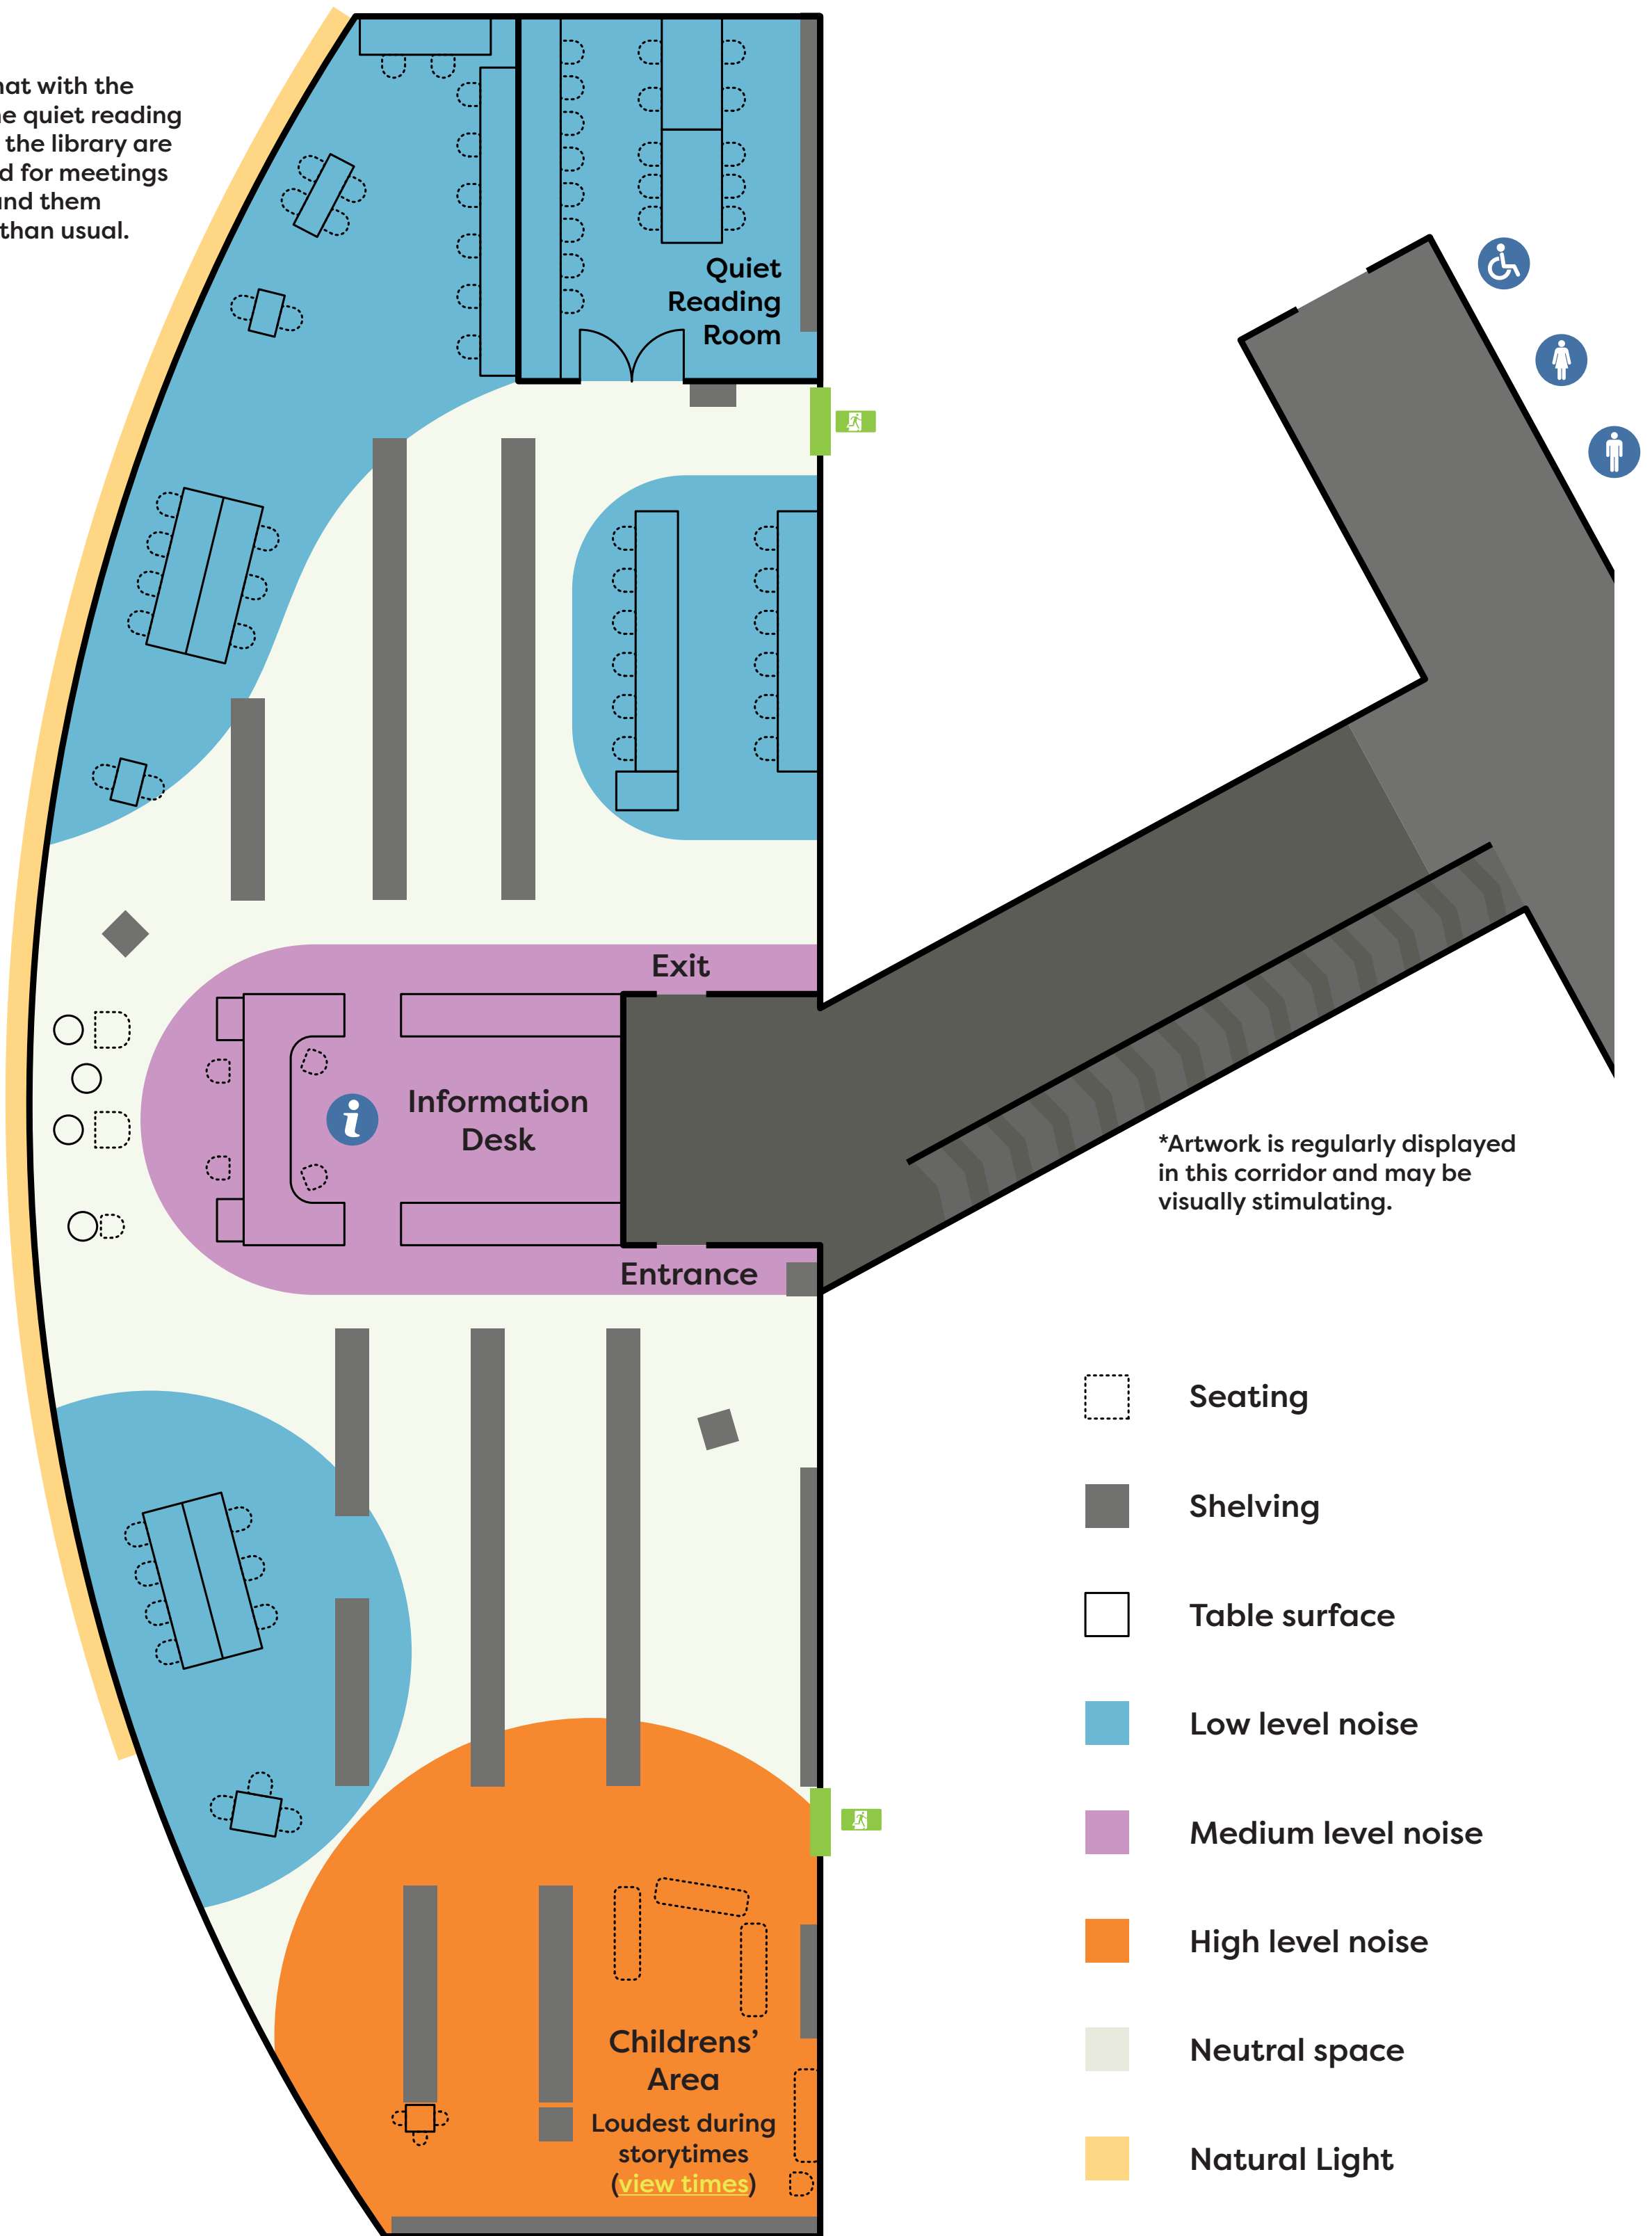 hat with the
he quiet reading
the library are
d for meetings
and them
than usual.
Quiet
Reading
Room
Exit
Information
Desk
i
Entrance
*Artwork is regularly displayed
in this corridor and may be
visually stimulating.
Seating
Shelving
Table surface
Low level noise
Medium level noise
High level noise
Neutral space
Natural Light
Childrens’
Area
Loudest during
storytimes
(view times)